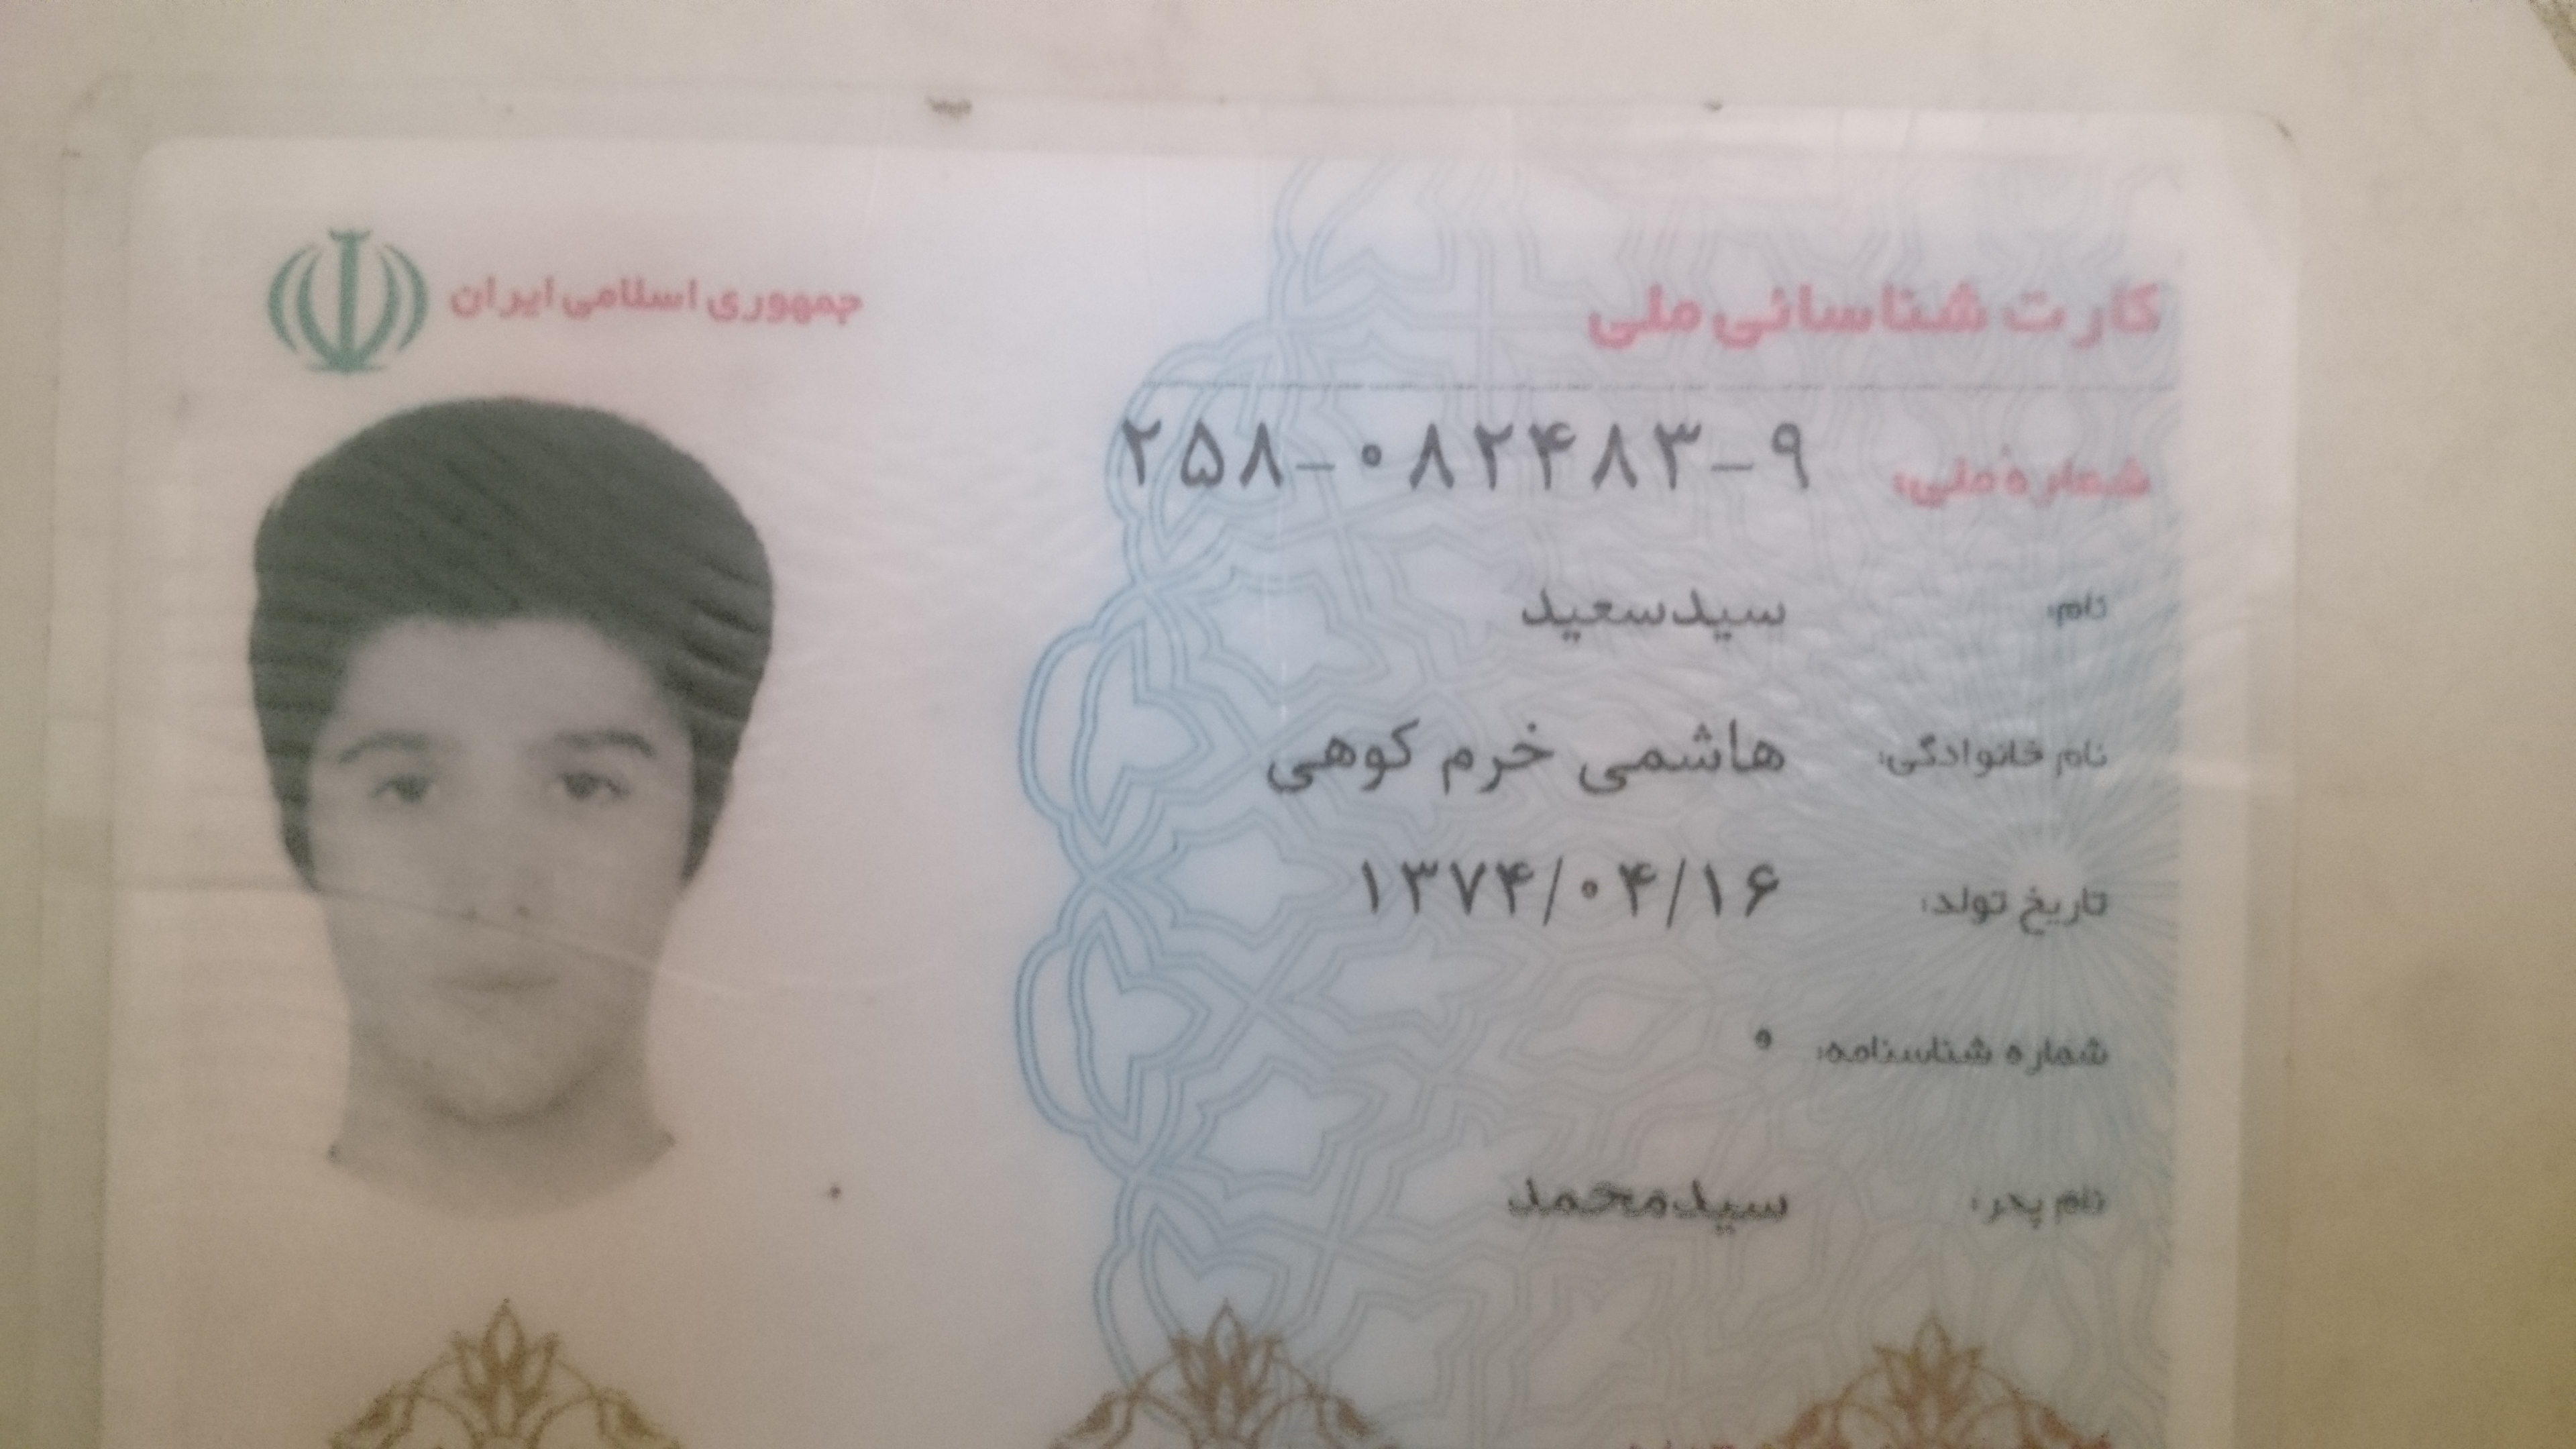 جمهوری اسلامی ایران
کارت شناسائی ملی
شماره ملی: ۲۵۸-۰۸۲۴۸۳-۹
نام: سیدسعید
نام خانوادگی: هاشمی خرم کوهی
تاریخ تولد: ۱۳۷۴/۰۴/۱۶
شماره شناسنامه: ۰
نام پدر: سیدمحمد